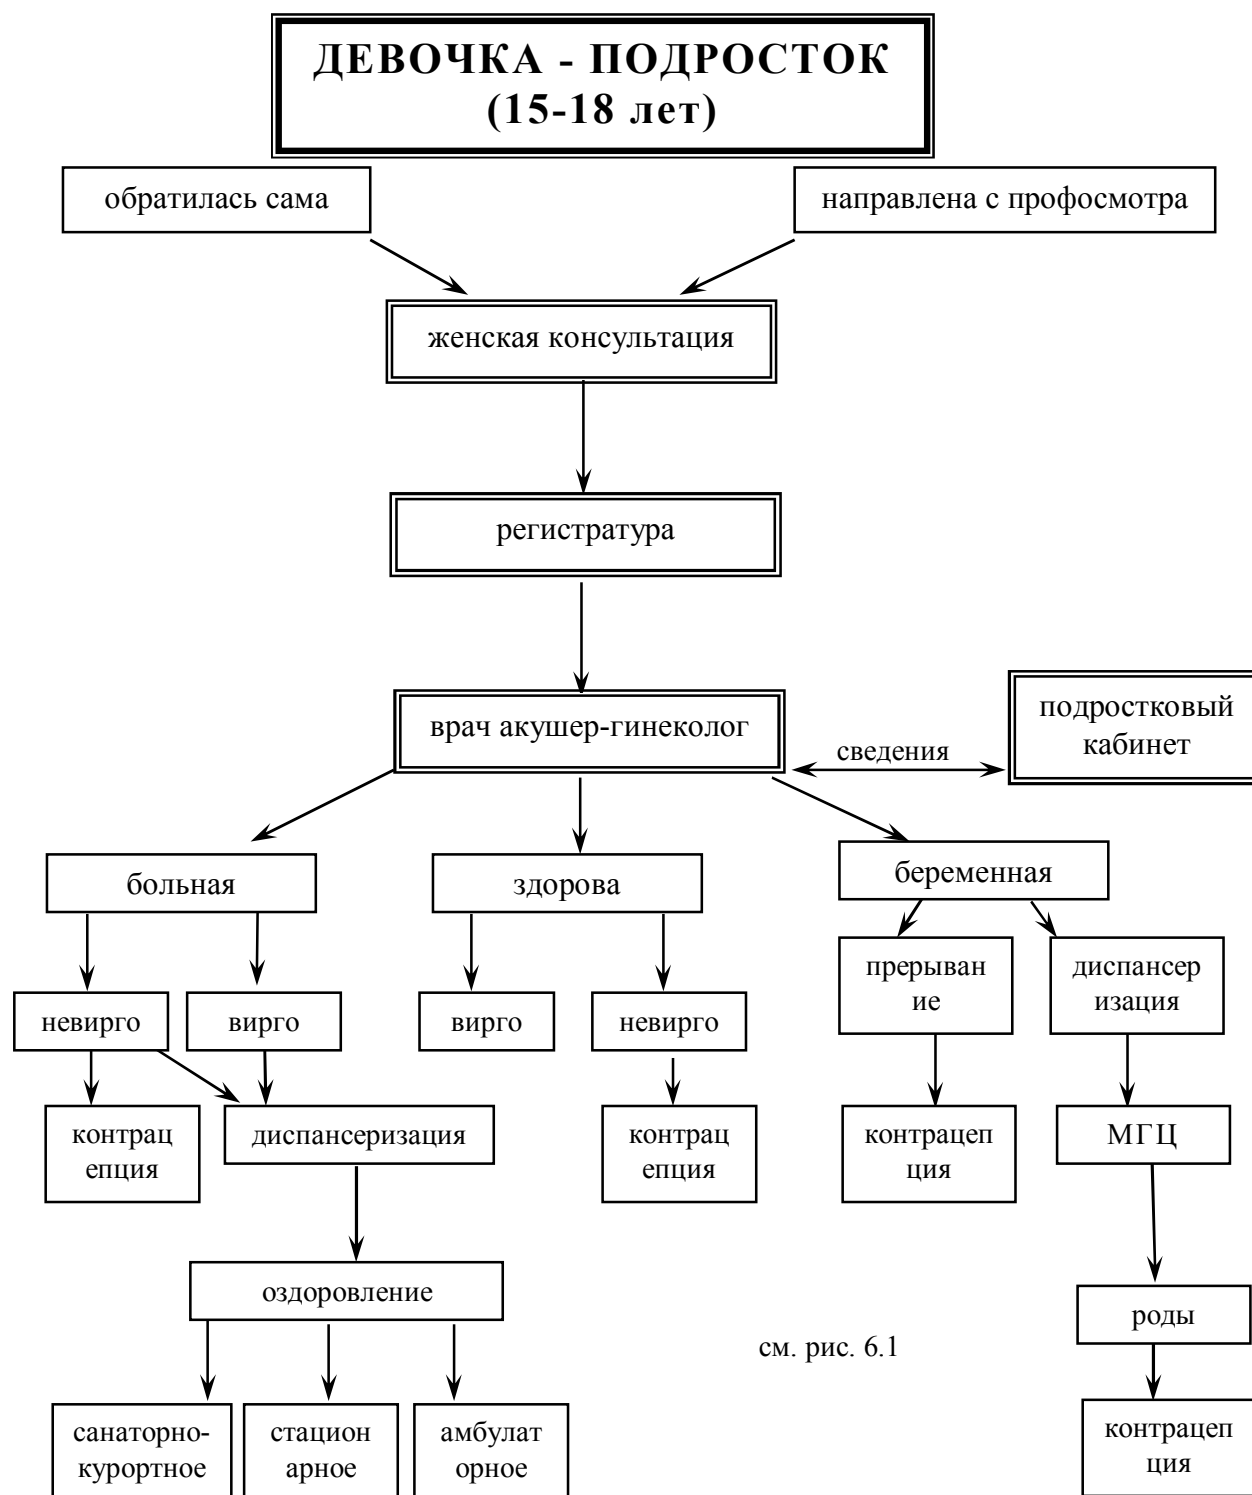 ДЕВОЧКА - ПОДРОСТОК
(15-18 лет)
обратилась сама
направлена с профосмотра
женская консультация
регистратура
врач акушер-гинеколог
сведения
подростковый
кабинет
больная
здорова
беременная
невирго
вирго
вирго
невирго
прерыван
ие
диспансер
изация
контрац
епция
диспансеризация
контрац
епция
контрацеп
ция
МГЦ
оздоровление
роды
см. рис. 6.1
санаторно-
курортное
стацион
арное
амбулат
орное
контрацеп
ция